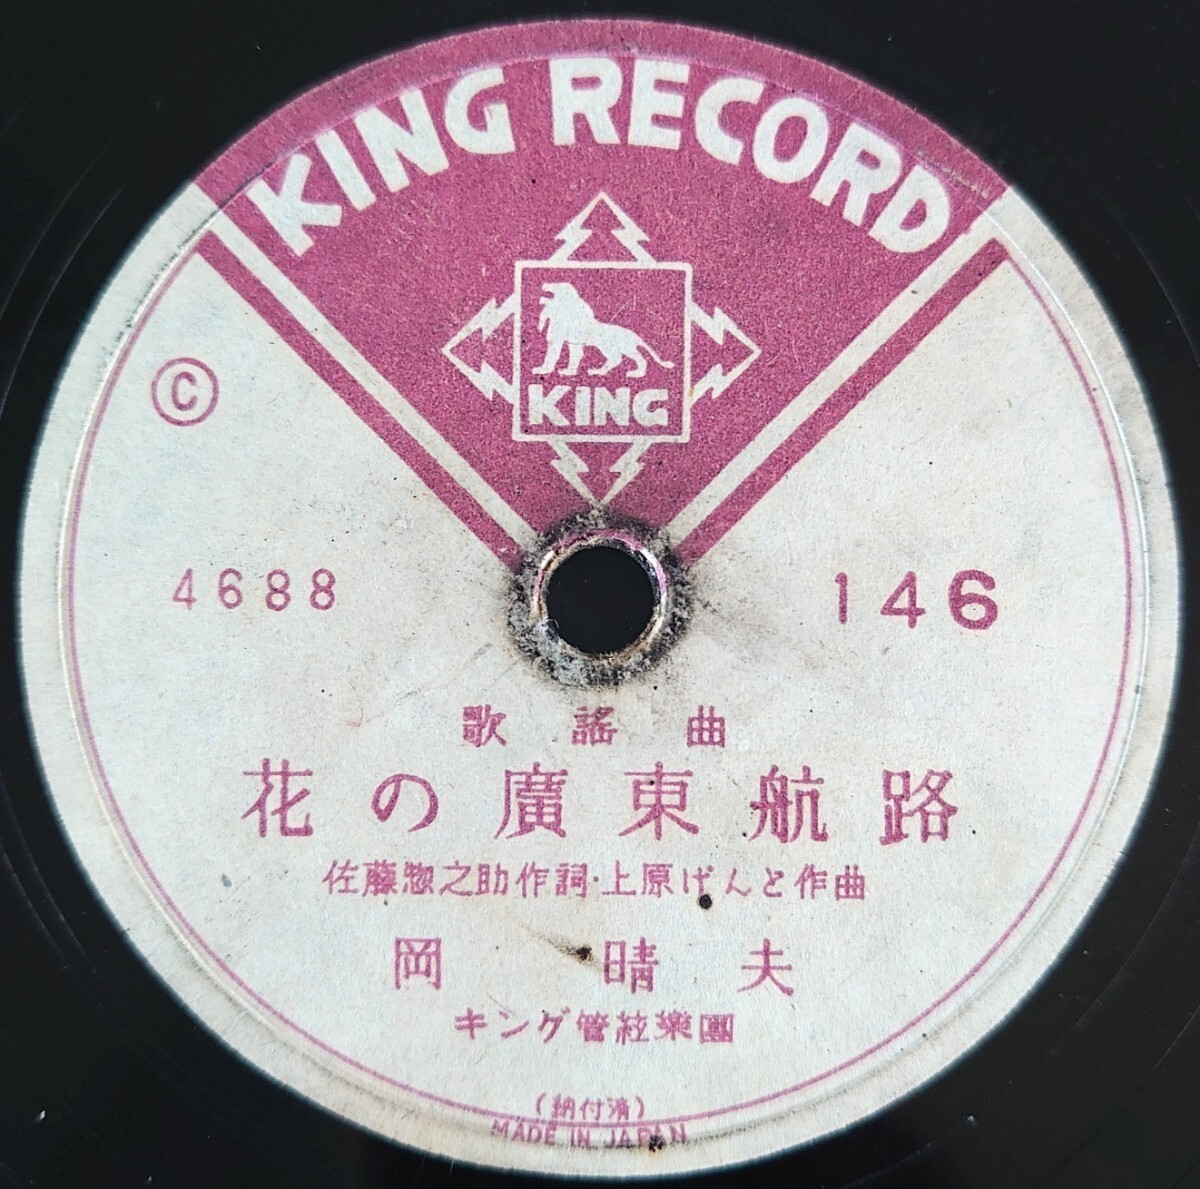 KING RECORD
KING
Ⓒ
4688
146
歌謠曲
花の廣東航路
佐藤惣之助作詞・上原げんと作曲
岡晴夫
キング管絃樂團
(納付済)
MADE IN JAPAN